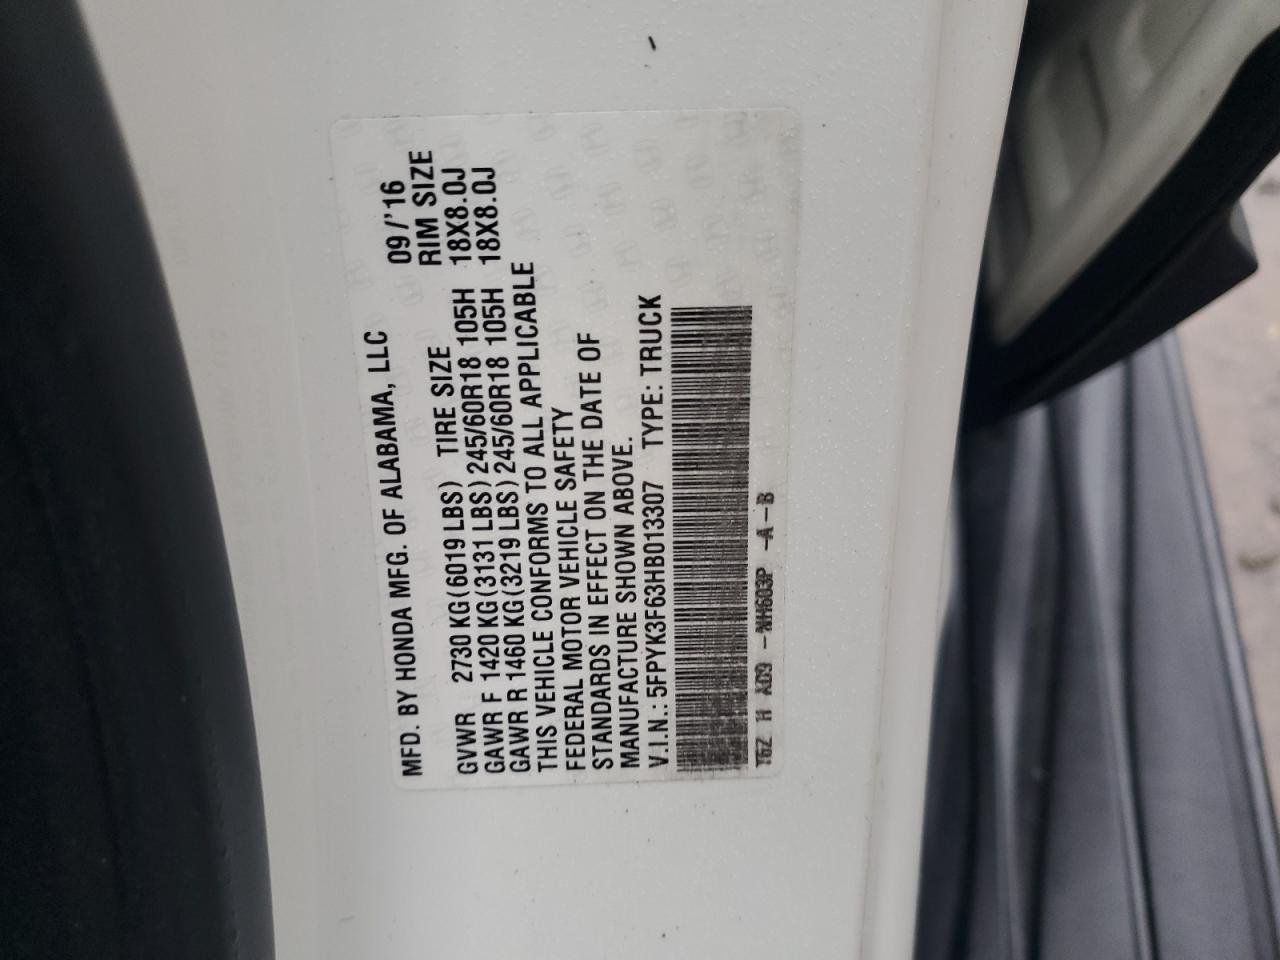 MFD. BY HONDA MFG. OF ALABAMA, LLC 09/'16
GVWR 2730 KG(6019 LBS) TIRE SIZE RIM SIZE
GAWR F 1420 KG(3131 LBS)245/60R18 105H 18X8.0J
GAWR R 1460 KG(3219 LBS)245/60R18 105H 18X8.0J
THIS VEHICLE CONFORMS TO ALL APPLICABLE
FEDERAL MOTOR VEHICLE SAFETY
STANDARDS IN EFFECT ON THE DATE OF
MANUFACTURE SHOWN ABOVE.
V.I.N.: 5FPYK3F63HB013307 TYPE: TRUCK
T6Z H A09 -NH603P -A-B